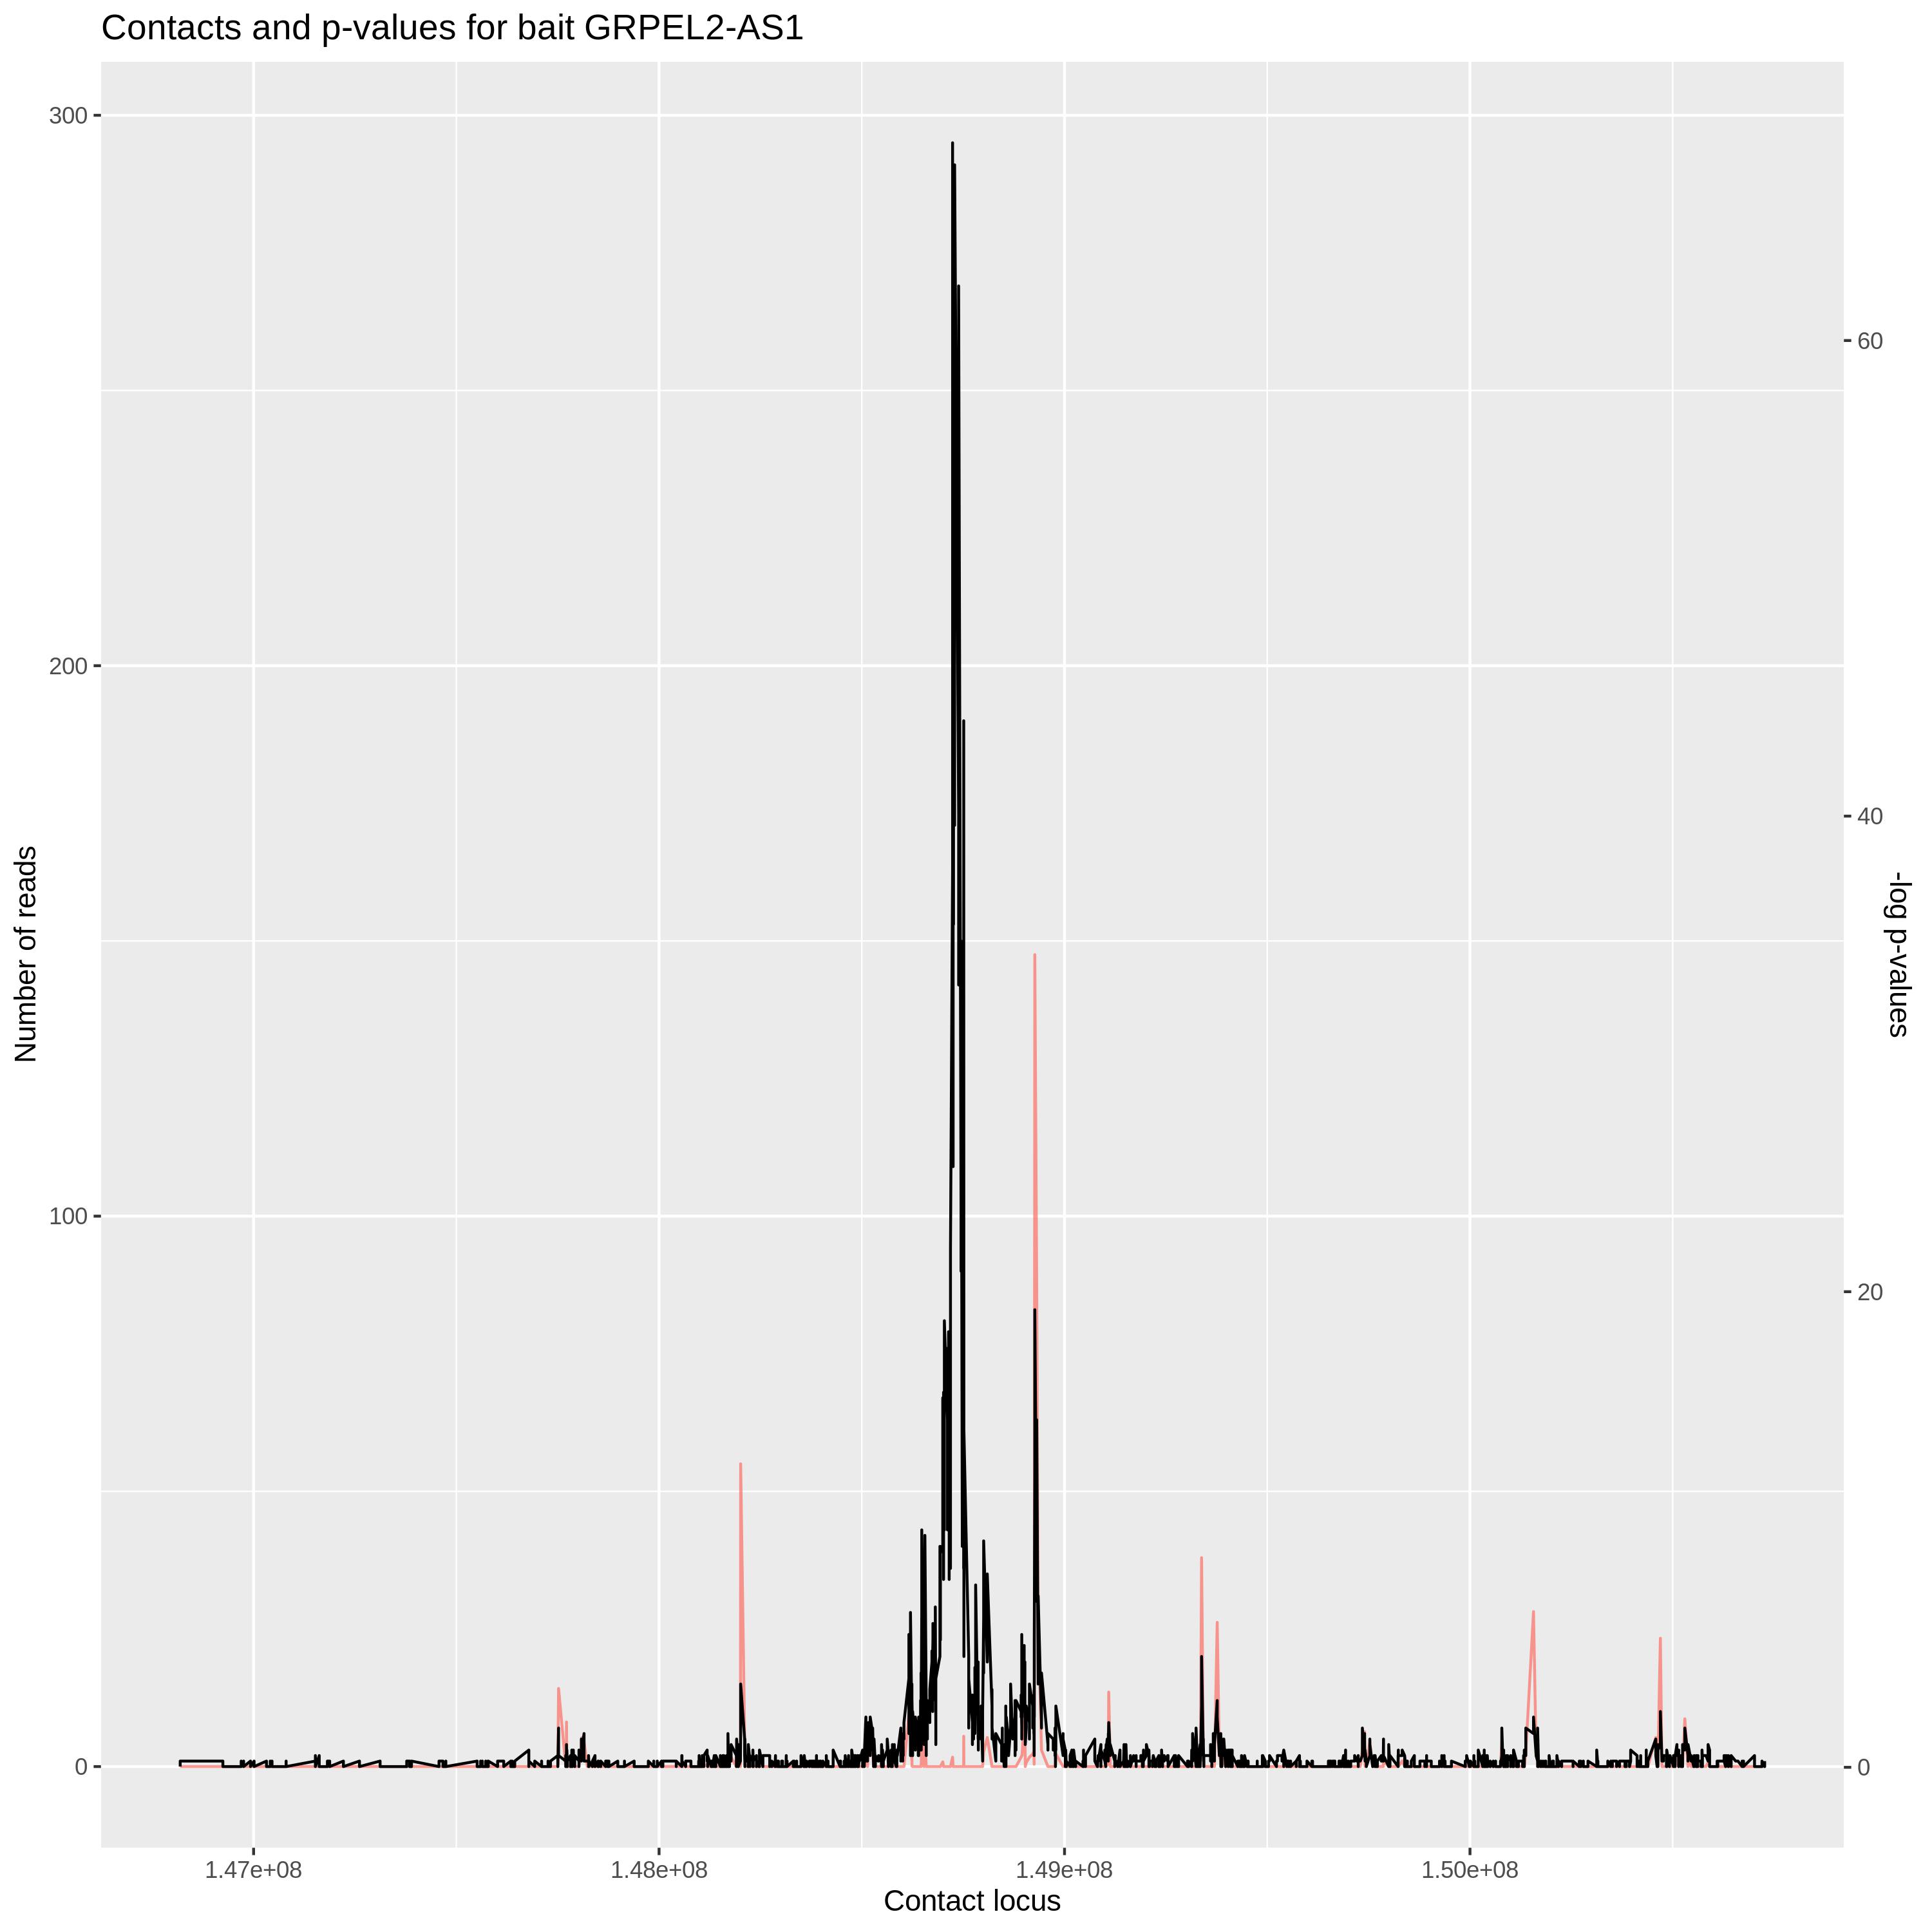 Contacts and p-values for bait GRPEL2-AS1
300
200
100
0
Number of reads
60
40
20
0
-log p-values
1.47e+08
1.48e+08
1.49e+08
1.50e+08
Contact locus